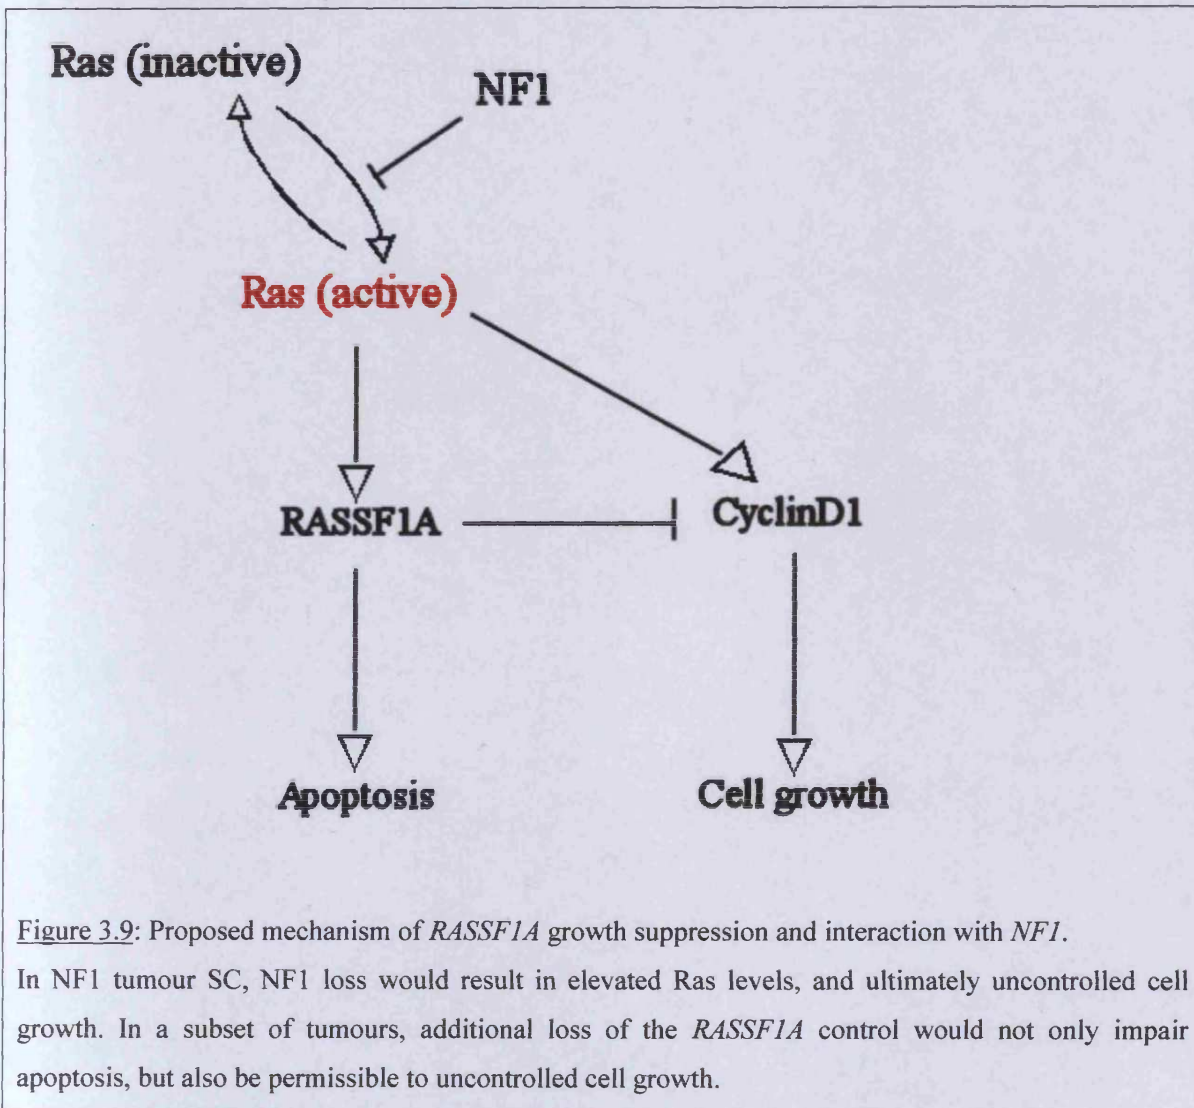 Ras (inactive)
NF1
Ras (active)
RASSF1A
CyclinD1
Apoptosis
Cell growth
Figure 3.9: Proposed mechanism of RASSF1A growth suppression and interaction with NF1.
In NF1 tumour SC, NF1 loss would result in elevated Ras levels, and ultimately uncontrolled cell
growth. In a subset of tumours, additional loss of the RASSF1A control would not only impair
apoptosis, but also be permissible to uncontrolled cell growth.